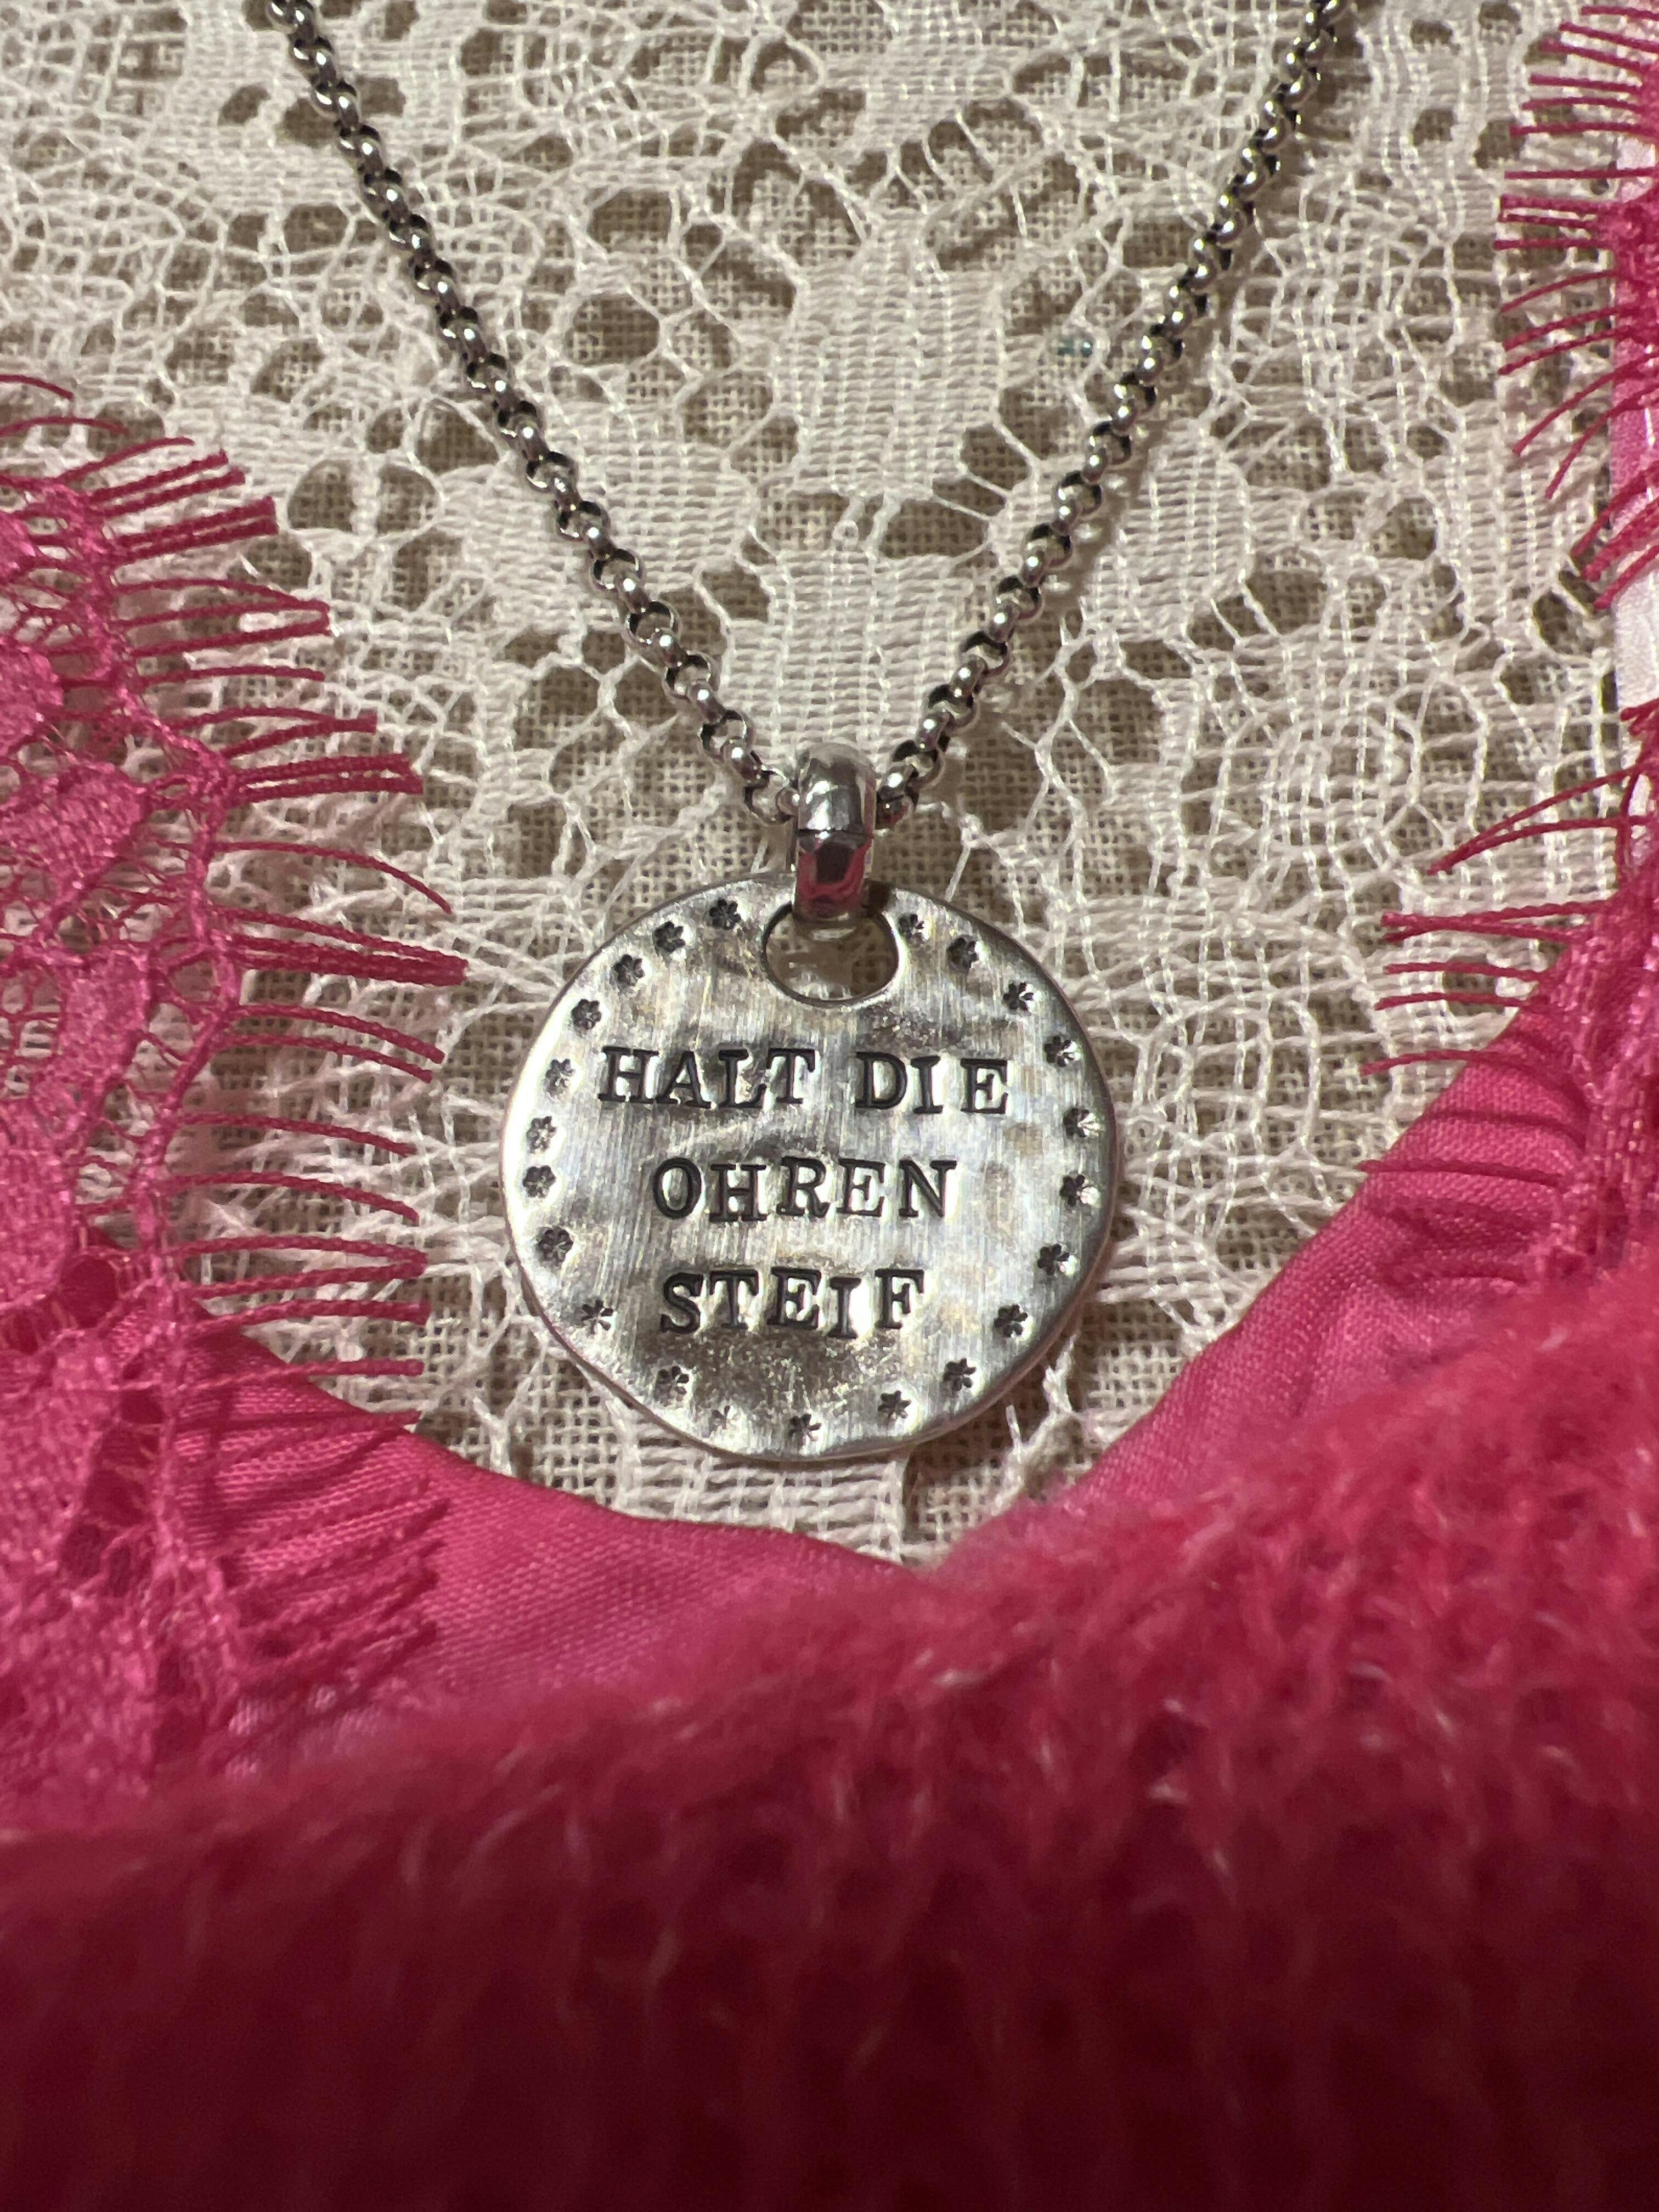 HALT DIE
OHREN
STEIF